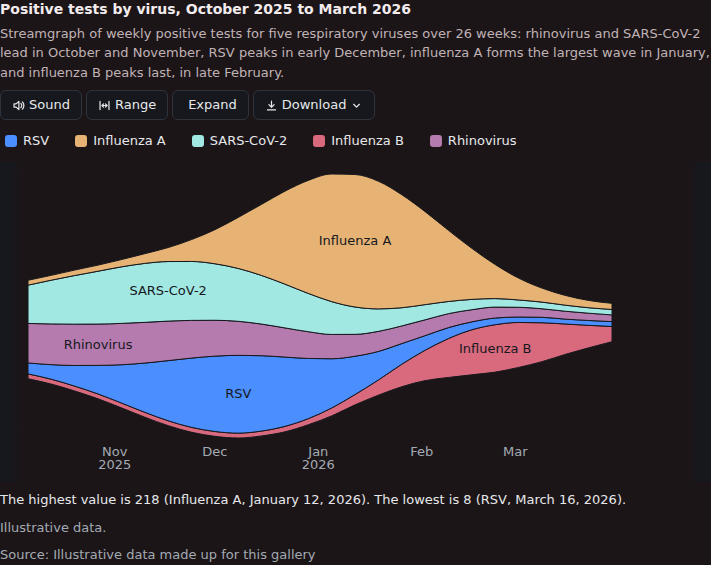 Positive tests by virus, October 2025 to March 2026
Streamgraph of weekly positive tests for five respiratory viruses over 26 weeks: rhinovirus and SARS-CoV-2
lead in October and November, RSV peaks in early December, influenza A forms the largest wave in January,
and influenza B peaks last, in late February.
Sound Range Expand Download
RSV Influenza A SARS-CoV-2 Influenza B Rhinovirus
Influenza A
SARS-CoV-2
Rhinovirus
Influenza B
RSV
Nov Dec Jan Feb Mar
2025 2026
The highest value is 218 (Influenza A, January 12, 2026). The lowest is 8 (RSV, March 16, 2026).
Illustrative data.
Source: Illustrative data made up for this gallery